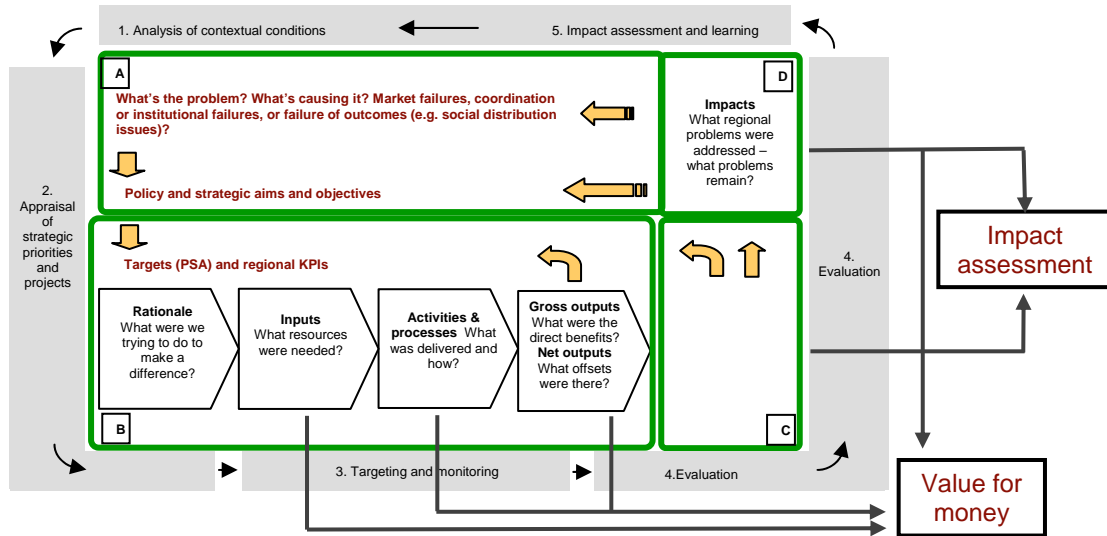 1. Analysis of contextual conditions
5. Impact assessment and learning
A
What's the problem? What's causing it? Market failures, coordination
or institutional failures, or failure of outcomes (e.g. social distribution
issues)?
Policy and strategic aims and objectives
D
Impacts
What regional
problems were
addressed –
what problems
remain?
2.
Appraisal
of
strategic
priorities
and
projects
Targets (PSA) and regional KPIs
Rationale
What were we
trying to do to
make a
difference?
Inputs
What resources
were needed?
Activities &
processes What
was delivered and
how?
Gross outputs
What were the
direct benefits?
Net outputs
What offsets
were there?
B
C
4.
Evaluation
3. Targeting and monitoring
4.Evaluation
Impact
assessment
Value for
money